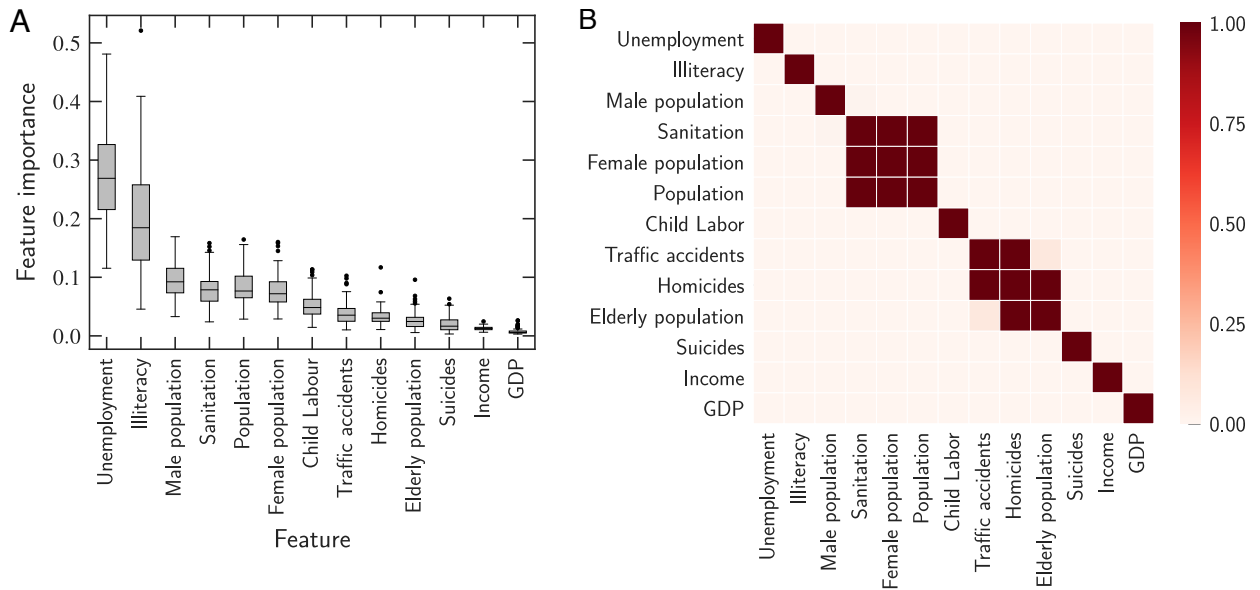 A
Feature importance
0.5
0.4
0.3
0.2
0.1
0.0
Unemployment
Illiteracy
Male population
Sanitation
Population
Female population
Child Labour
Traffic accidents
Homicides
Elderly population
Suicides
Income
GDP
Feature
B
Unemployment
Illiteracy
Male population
Sanitation
Female population
Population
Child Labor
Traffic accidents
Homicides
Elderly population
Suicides
Income
GDP
Unemployment
Illiteracy
Male population
Sanitation
Female population
Population
Child Labor
Traffic accidents
Homicides
Elderly population
Suicides
Income
GDP
1.00
0.75
0.50
0.25
0.00